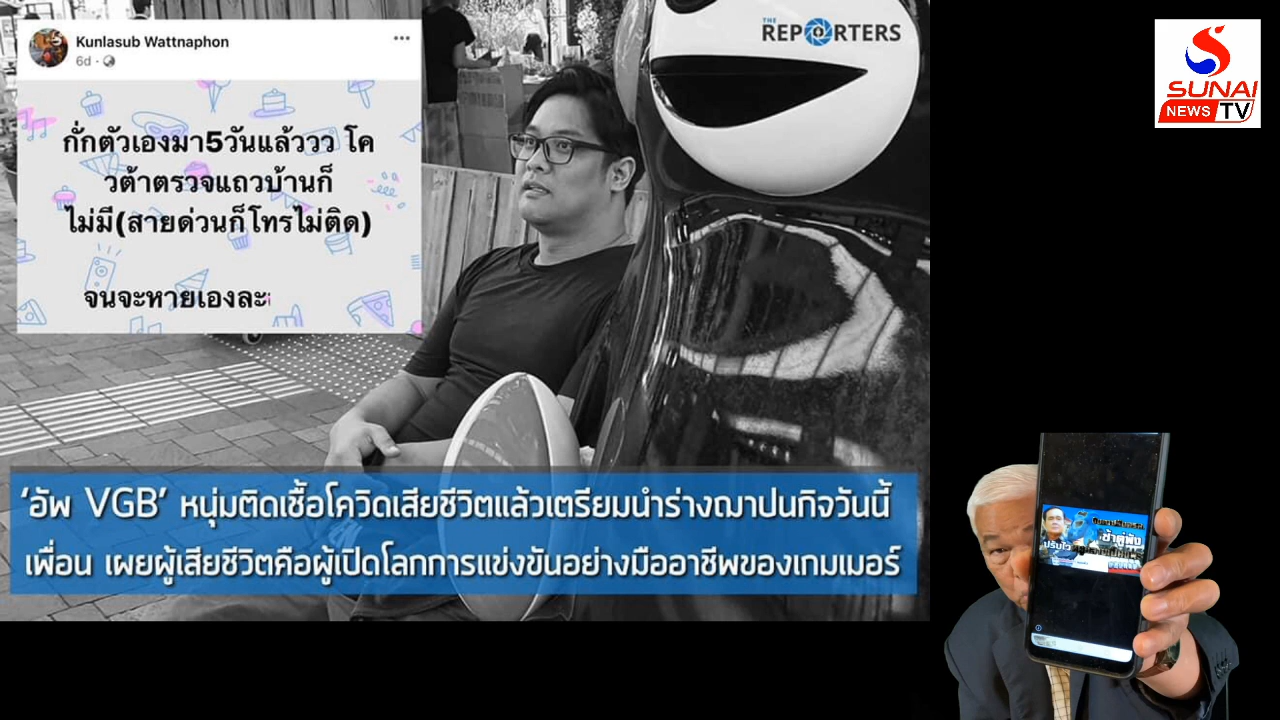 Kunlasub Wattnaphon
6d
กั่กตัวเองมา5วันแล้ววว โค
วต้าตรวจแถวบ้านก็
ไม่มี(สายด่วนก็โทรไม่ติด)
จนจะหายเองละ
THE
REPORTERS
SUNAI
NEWS TV
‘อัพ VGB’ หนุ่มติดเชื้อโควิดเสียชีวิตแล้วเตรียมนำร่างฌาปนกิจวันนี้
เพื่อน เผยผู้เสียชีวิตคือผู้เปิดโลกการแข่งขันอย่างมืออาชีพของเกมเมอร์
เข้าคู่ฟัง